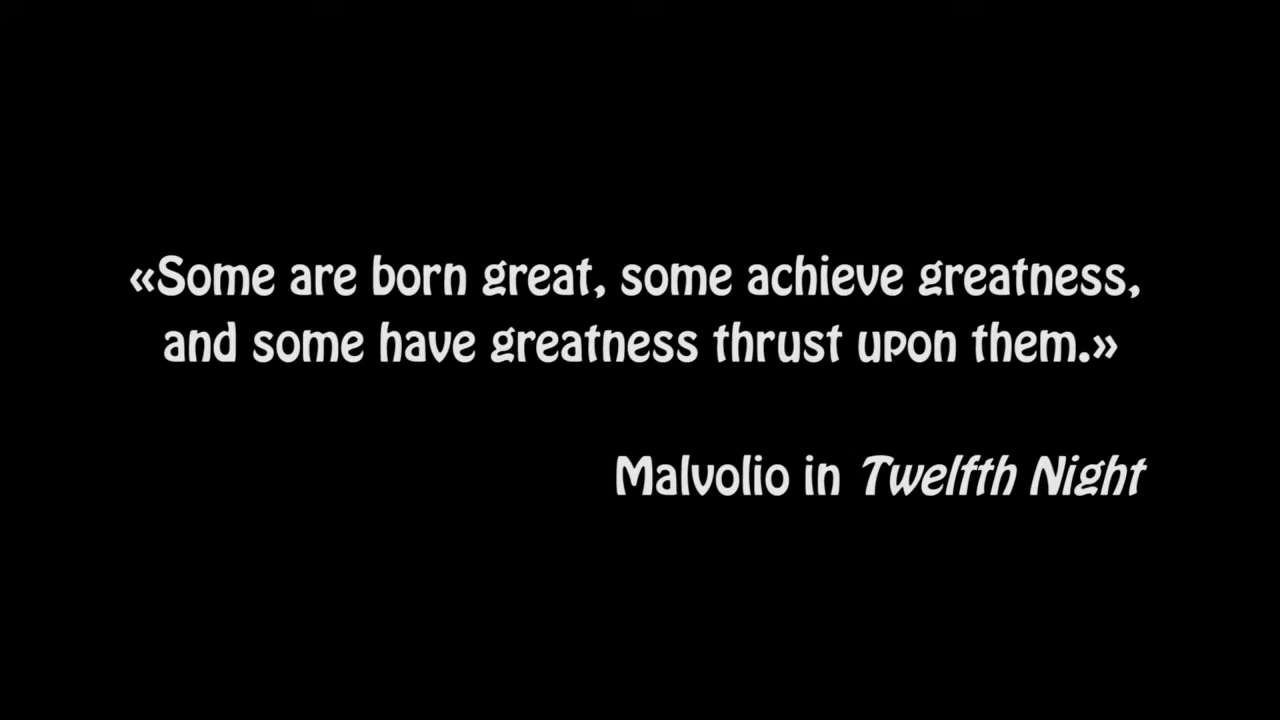 «Some are born great, some achieve greatness,
and some have greatness thrust upon them.»
Malvolio in Twelfth Night